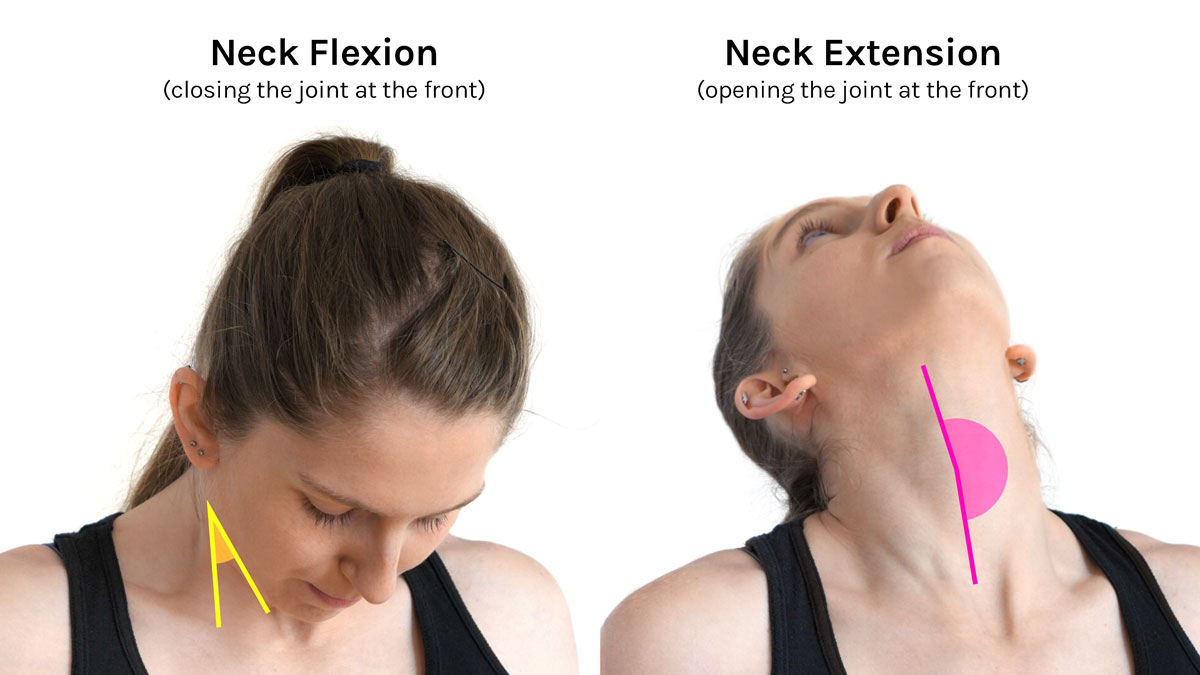 Neck Flexion
(closing the joint at the front)
Neck Extension
(opening the joint at the front)